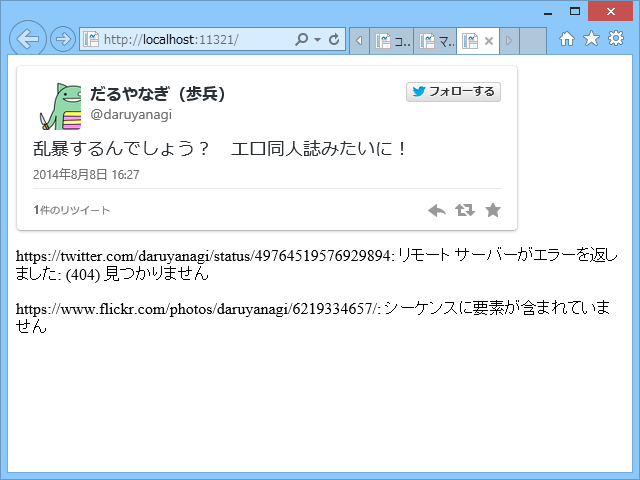 http://localhost:11321/
コ...
マ...
だるやなぎ（歩兵）
@daruyanagi
フォローする
乱暴するんでしょう？　エロ同人誌みたいに！
2014年8月8日 16:27
1件のリツイート
https://twitter.com/daruyanagi/status/49764519576929894: リモート サーバーがエラーを返し
ました: (404) 見つかりません
https://www.flickr.com/photos/daruyanagi/6219334657/: シーケンスに要素が含まれていま
せん